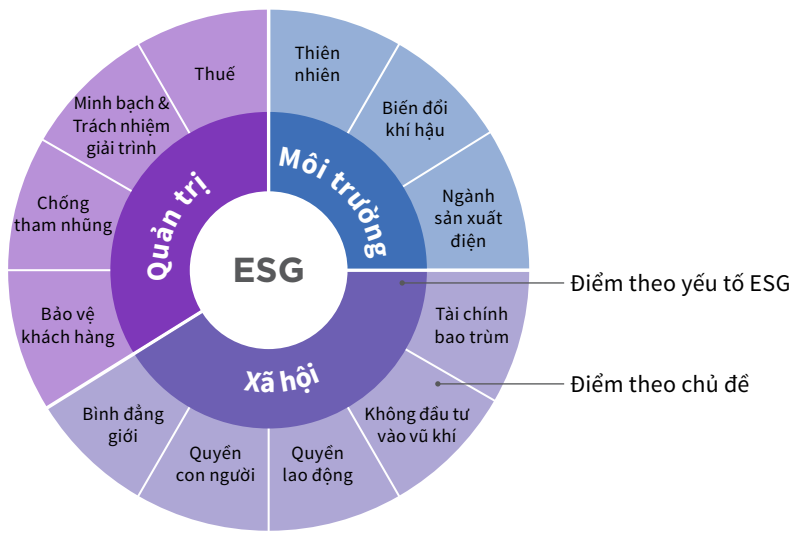 Thiên
nhiên
Biến đổi
khí hậu
Ngành
sản xuất
điện
Tài chính
bao trùm
Không đầu tư
vào vũ khí
Quyền
lao động
Quyền
con người
Bình đẳng
giới
Bảo vệ
khách hàng
Chống
tham nhũng
Minh bạch &
Trách nhiệm
giải trình
Thuế
Môi trường
Xã hội
Quản trị
ESG
Điểm theo yếu tố ESG
Điểm theo chủ đề